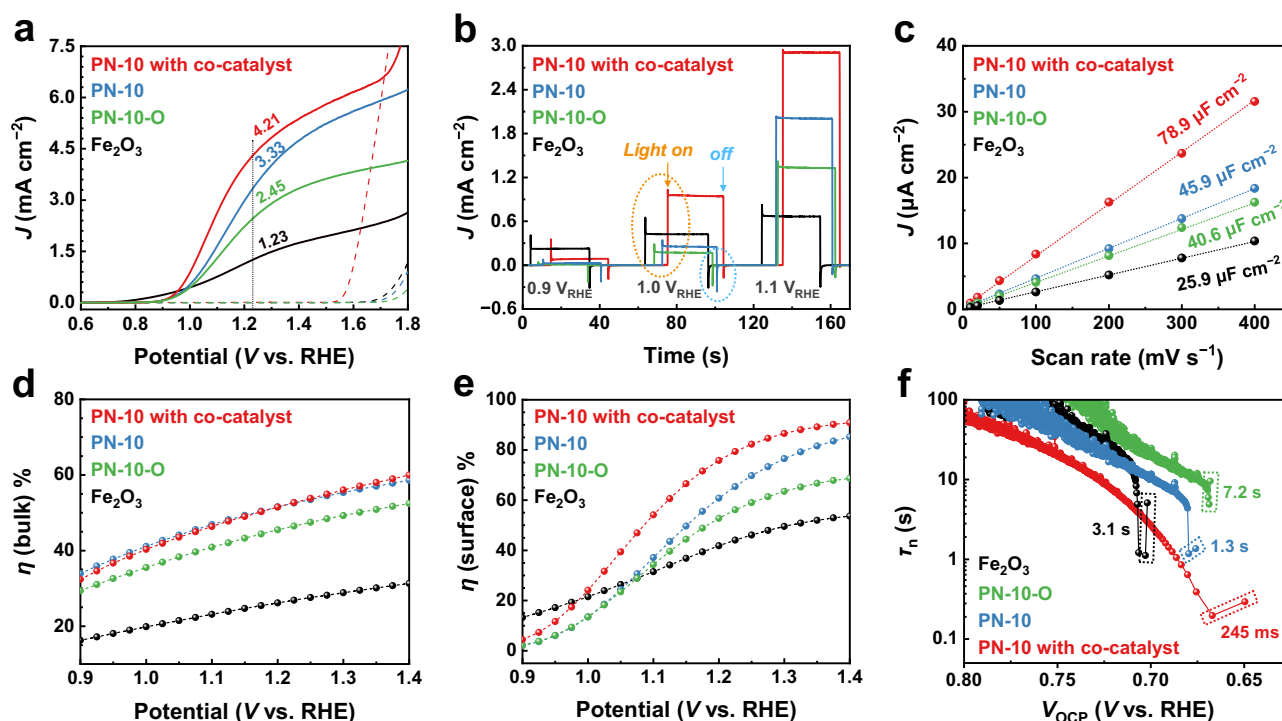 a
7.5
6.0
4.5
3.0
1.5
0.0
J (mA cm⁻²)
PN-10 with co-catalyst
PN-10
PN-10-O
Fe₂O₃
4.21
3.33
2.45
1.23
0.6
0.8
1.0
1.2
1.4
1.6
1.8
Potential (V vs. RHE)
b
3.0
2.4
1.8
1.2
0.6
0.0
−0.6
J (mA cm⁻²)
PN-10 with co-catalyst
PN-10
PN-10-O
Fe₂O₃
Light on
off
0.9 V_RHE
1.0 V_RHE
1.1 V_RHE
0
40
80
120
160
Time (s)
c
40
30
20
10
0
J (µA cm⁻²)
PN-10 with co-catalyst
PN-10
PN-10-O
Fe₂O₃
78.9 µF cm⁻²
45.9 µF cm⁻²
40.6 µF cm⁻²
25.9 µF cm⁻²
0
100
200
300
400
Scan rate (mV s⁻¹)
d
80
60
40
20
η (bulk) %
PN-10 with co-catalyst
PN-10
PN-10-O
Fe₂O₃
0.9
1.0
1.1
1.2
1.3
1.4
Potential (V vs. RHE)
e
100
80
60
40
20
0
η (surface) %
PN-10 with co-catalyst
PN-10
PN-10-O
Fe₂O₃
0.9
1.0
1.1
1.2
1.3
1.4
Potential (V vs. RHE)
f
100
10
1
0.1
τₙ(s)
7.2 s
3.1 s
1.3 s
245 ms
Fe₂O₃
PN-10-O
PN-10
PN-10 with co-catalyst
0.80
0.75
0.70
0.65
V_OCP (V vs. RHE)